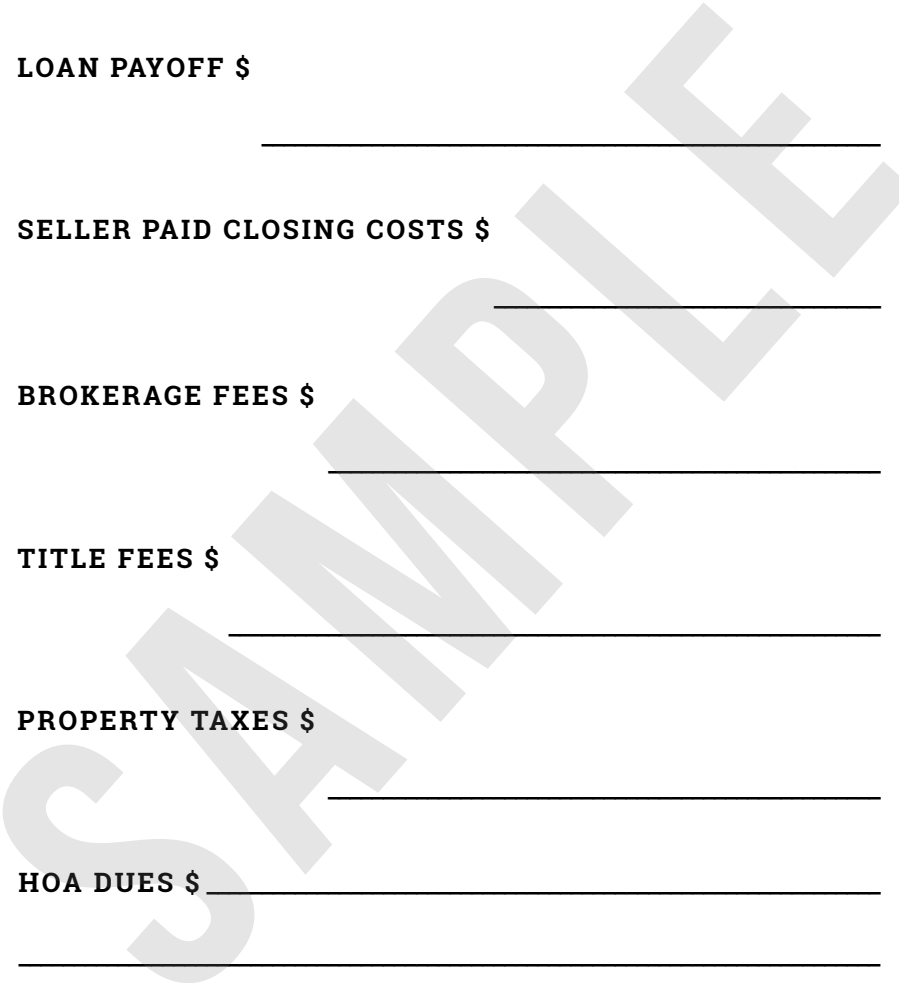 LOAN PAYOFF $
SELLER PAID CLOSING COSTS $
BROKERAGE FEES $
TITLE FEES $
PROPERTY TAXES $
HOA DUES $
SAMPLE